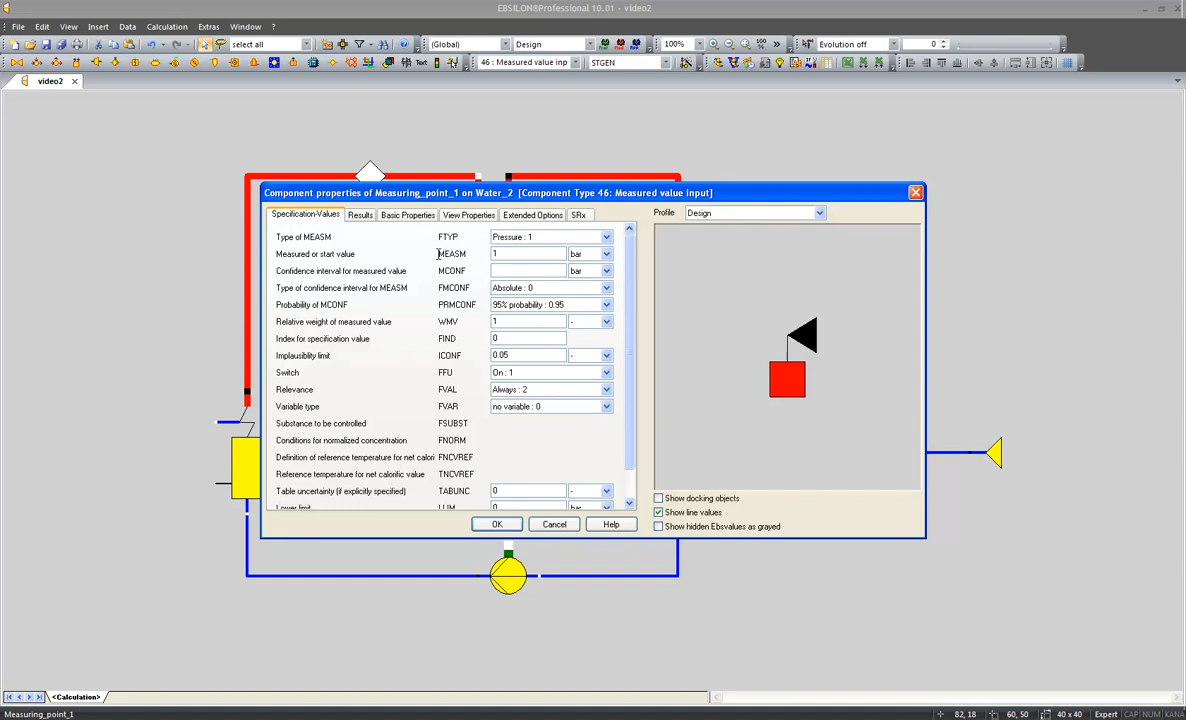 EBSILON®Professional 10.01 - video2
File Edit View Insert Data Calculation Extras Window ?
select all (Global) Design 100% 100% Evolution off 0
Text 46 : Measured value inp STGEN
video2
Component properties of Measuring_point_1 on Water_2 [Component Type 46: Measured value input]
Specification-Values Results Basic Properties View Properties Extended Options SRx Profile Design
Type of MEASM FTYP Pressure : 1
Measured or start value MEASM 1 bar
Confidence interval for measured value MCONF bar
Type of confidence interval for MEASM FMCONF Absolute : 0
Probability of MCONF PRMCONF 95% probability : 0.95
Relative weight of measured value WMV 1 -
Index for specification value FIND 0
Implausiblity limit ICONF 0.05 -
Switch FFU On : 1
Relevance FVAL Always : 2
Variable type FVAR no variable : 0
Substance to be controlled FSUBST
Conditions for normalized concentration FNORM
Definition of reference temperature for net calori FNCVREF
Reference temperature for net calorific value TNCVREF
Table uncertainty (if explicitly specified) TABUNC 0 -
Lower limit LUM 0 bar
Show docking objects
Show line values
Show hidden Ebsvalues as grayed
OK Cancel Help
<Calculation>
Measuring_point_1 82, 18 60, 50 40 x 40 Expert CAP NUM KANA